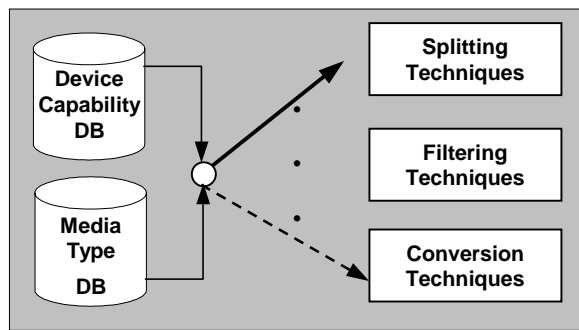 Device
Capability
DB
Media
Type
DB
Splitting
Techniques
Filtering
Techniques
Conversion
Techniques